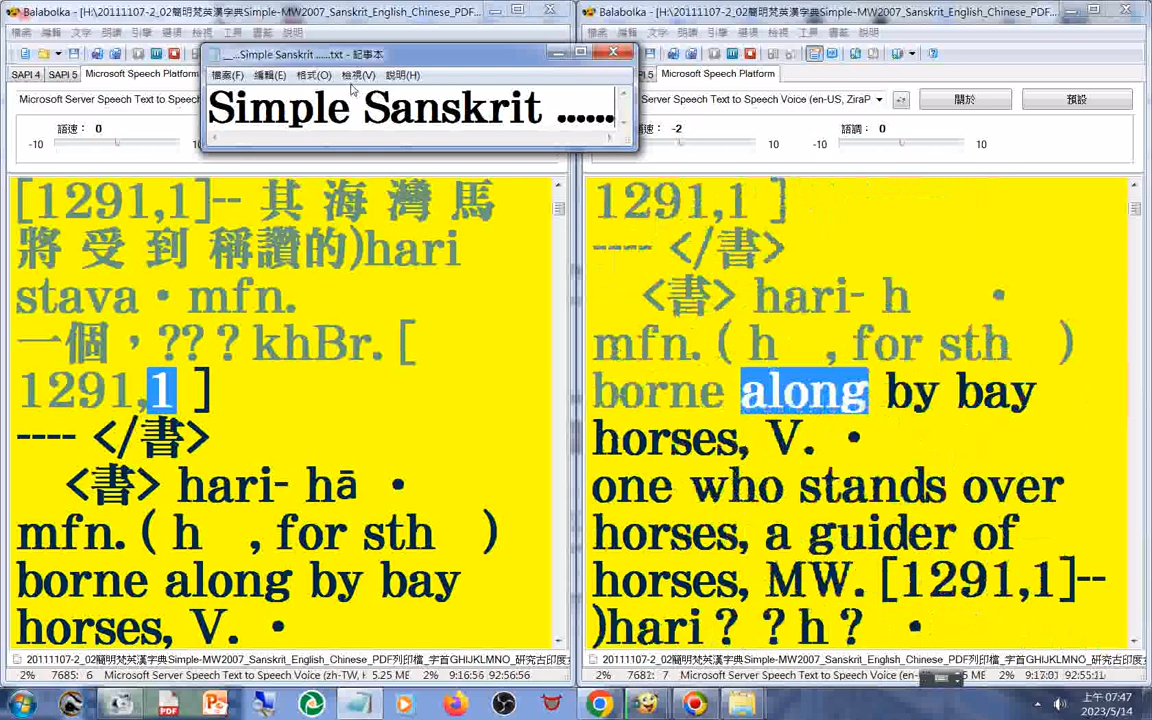 Balabolka - [H:\20111107-2_02簡明梵英漢字典Simple-MW2007_Sanskrit_English_Chinese_PDF...
Balabolka - [H:\20111107-2_02簡明梵英漢字典Simple-MW2007_Sanskrit_English_Chinese_PDF...
__...Simple Sanskrit ......txt - 記事本
檔案(F) 編輯(E) 格式(O) 檢視(V) 說明(H)
Simple Sanskrit ......
SAPI 4 SAPI 5 Microsoft Speech Platform
Microsoft Speech Platform
Microsoft Server Speech Text to Speech Voice (en-US, ZiraP
關於 預設
語速： 0
-10
語速： -2
10
語調： 0
-10 10
[1291,1]-- 其 海 灣 馬
將 受 到 稱讚的)hari
stava • mfn.
一個，??？khBr. [
1291,1 ]
---- </書>
<書> hari- hā •
mfn. ( h , for sth )
borne along by bay
horses, V. •
1291,1 ]
---- </書>
<書> hari- h •
mfn. ( h , for sth )
borne along by bay
horses, V. •
one who stands over
horses, a guider of
horses, MW. [1291,1]--
)hari？ ？h？ •
20111107-2_02簡明梵英漢字典Simple-MW2007_Sanskrit_English_Chinese_PDF列印檔_字首GHIJKLMNO_研究古印度
20111107-2_02簡明梵英漢字典Simple-MW2007_Sanskrit_English_Chinese_PDF列印檔_字首GHIJKLMNO_研究古印度
2% 7685: 6 Microsoft Server Speech Text to Speech Voice (zh-TW, H 5.25 ME 2% 9:16:56 92:56:56
2% 7682: 7 Microsoft Server Speech Text to Speech Voice (en-US, Z 5.25 ME 2% 9:17:01 92:55:11
上午 07:47
2023/5/14